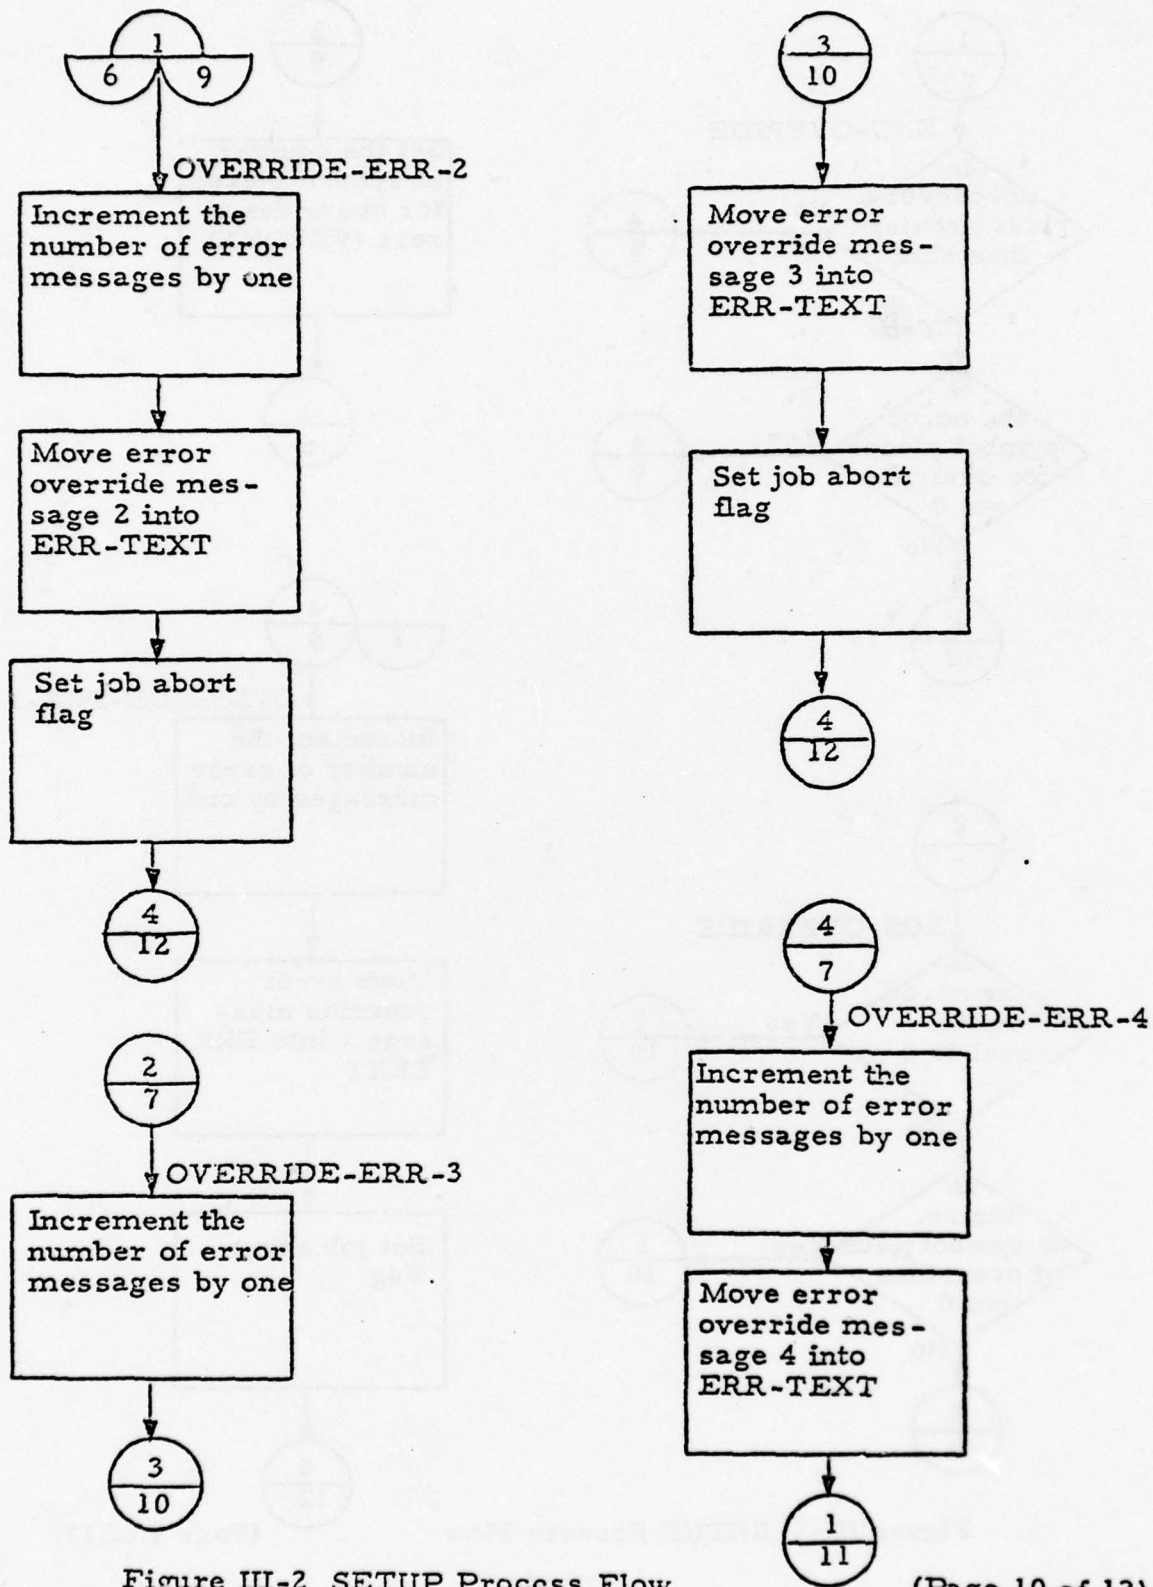 1
6 9
OVERRIDE-ERR-2
Increment the
number of error
messages by one
Move error
override mes-
sage 2 into
ERR-TEXT
Set job abort
flag
4
12
2
7
OVERRIDE-ERR-3
Increment the
number of error
messages by one
3
10
3
10
Move error
override mes-
sage 3 into
ERR-TEXT
Set job abort
flag
4
12
4
7
OVERRIDE-ERR-4
Increment the
number of error
messages by one
Move error
override mes-
sage 4 into
ERR-TEXT
1
11
Figure III-2 SETUP Process Flow (Page 10 of 12)